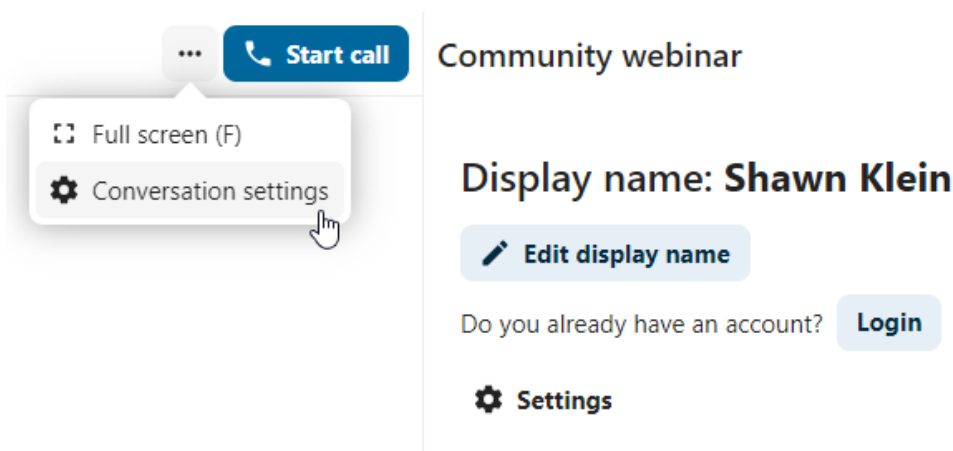 Start call
Community webinar
Full screen (F)
Conversation settings
Display name: Shawn Klein
Edit display name
Do you already have an account? Login
Settings